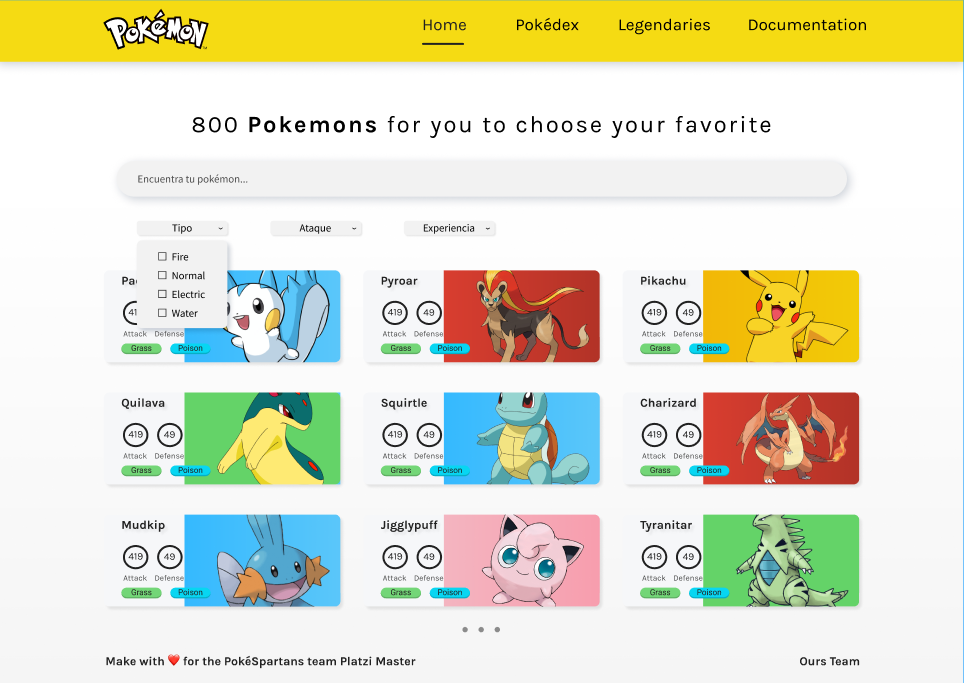 POKÉMON
Home Pokédex Legendaries Documentation
800 Pokemons for you to choose your favorite
Encuentra tu pokémon...
Tipo Ataque Experiencia
Fire
Normal
Electric
Water
Pyroar
419 49
Attack Defense
Grass Poison
Pikachu
419 49
Attack Defense
Grass Poison
Attack Defense
Grass Poison
Quilava
419 49
Attack Defense
Grass Poison
Squirtle
419 49
Attack Defense
Grass Poison
Charizard
419 49
Attack Defense
Grass Poison
Mudkip
419 49
Attack Defense
Grass Poison
Jigglypuff
419 49
Attack Defense
Grass Poison
Tyranitar
419 49
Attack Defense
Grass Poison
Make with ❤️ for the PokéSpartans team Platzi Master
Ours Team